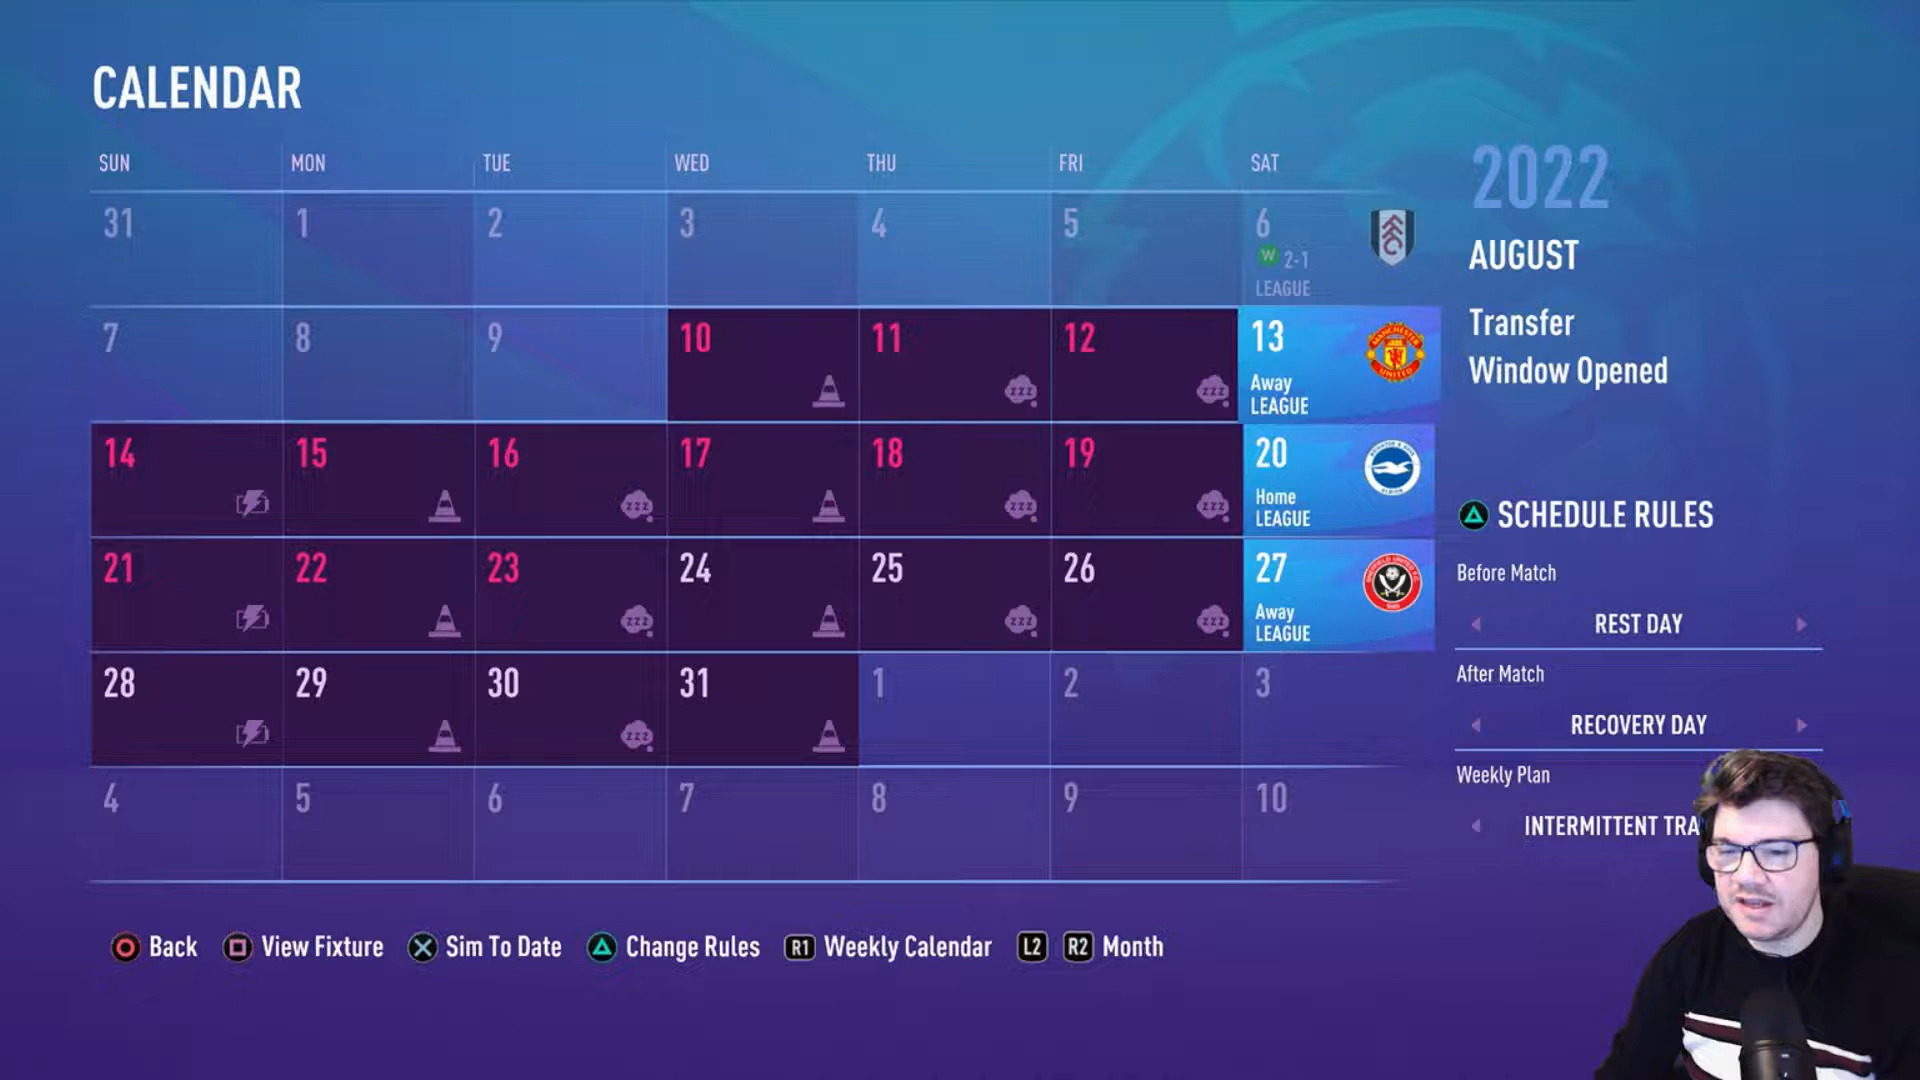 CALENDAR
SUN MON TUE WED THU FRI SAT
31 1 2 3 4 5 6
W 2-1
LEAGUE
7 8 9 10 11 12 13
Away
LEAGUE
MANCHESTER
UNITED
14 15 16 17 18 19 20
Home
LEAGUE
21 22 23 24 25 26 27
Away
LEAGUE
28 29 30 31 1 2 3
4 5 6 7 8 9 10
2022
AUGUST
Transfer
Window Opened
SCHEDULE RULES
Before Match
REST DAY
After Match
RECOVERY DAY
Weekly Plan
INTERMITTENT TRA
Back View Fixture Sim To Date Change Rules R1 Weekly Calendar L2 R2 Month